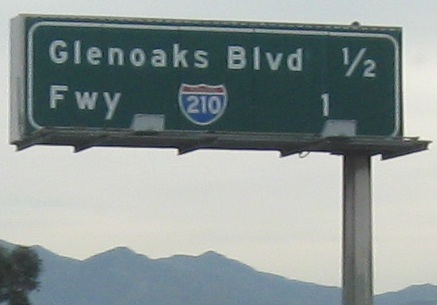 Glenoaks Blvd 1/2
Fwy 210 1